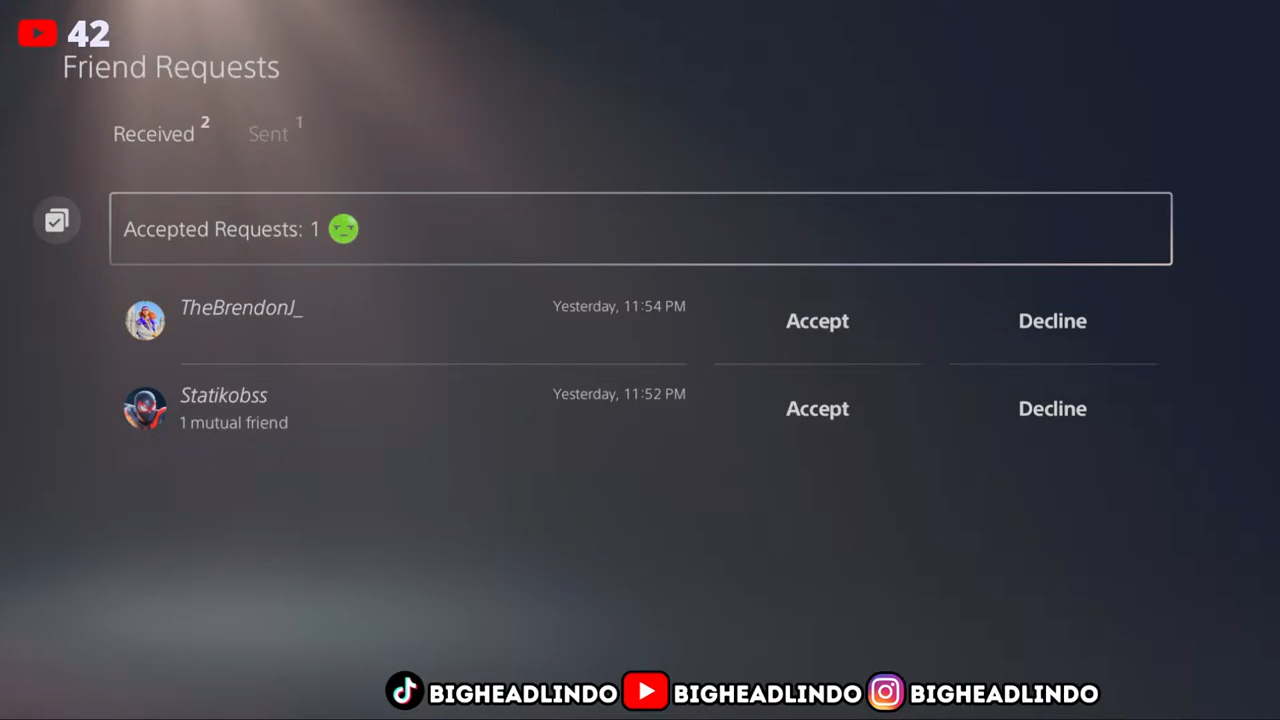 42
Friend Requests
Received 2 Sent 1
Accepted Requests: 1
TheBrendonJ_ Yesterday, 11:54 PM Accept Decline
Statikobss Yesterday, 11:52 PM Accept Decline
1 mutual friend
BIGHEADLINDO BIGHEADLINDO BIGHEADLINDO